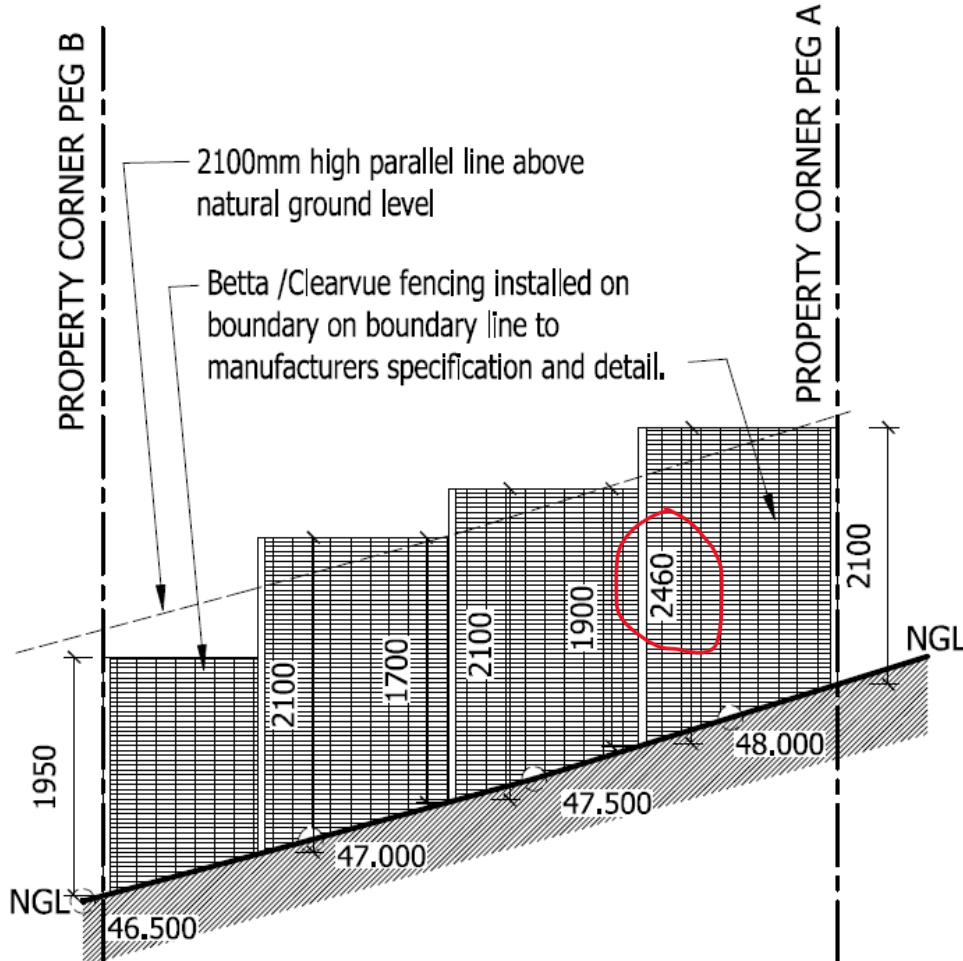 PROPERTY CORNER PEG B
PROPERTY CORNER PEG A
2100mm high parallel line above
natural ground level
Betta /Clearvue fencing installed on
boundary on boundary line to
manufacturers specification and detail.
1950
2100
1700
2100
1900
2460
2100
NGL
48.000
47.500
47.000
NGL
46.500